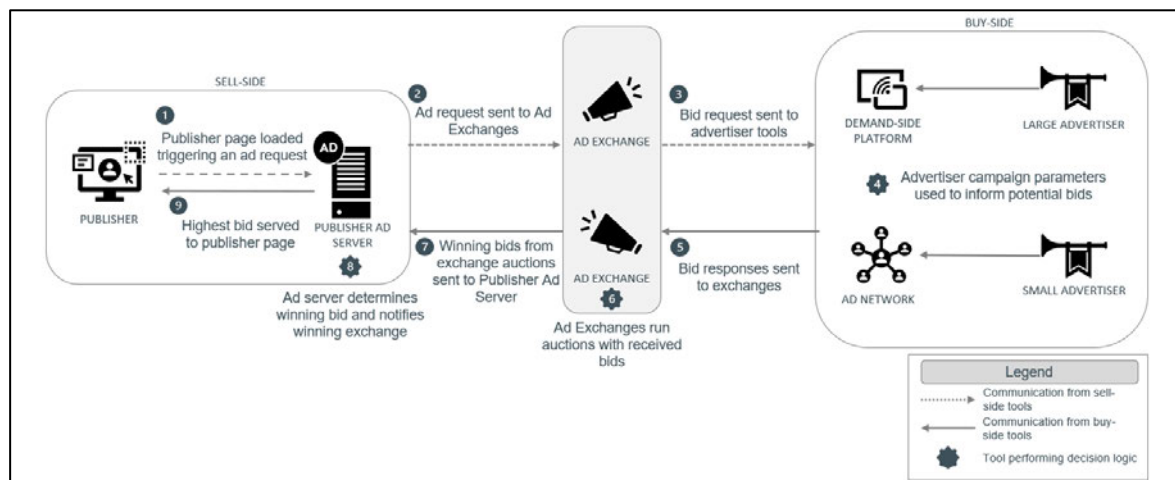 BUY-SIDE
SELL-SIDE
1
Publisher page loaded
triggering an ad request
AD
PUBLISHER
9
Highest bid served
to publisher page
PUBLISHER AD
SERVER
8
Ad server determines
winning bid and notifies
winning exchange
2
Ad request sent to Ad
Exchanges
AD EXCHANGE
3
Bid request sent to
advertiser tools
DEMAND-SIDE
PLATFORM
LARGE ADVERTISER
4
Advertiser campaign parameters
used to inform potential bids
7
Winning bids from
exchange auctions
sent to Publisher Ad
Server
AD EXCHANGE
6
Ad Exchanges run
auctions with received
bids
5
Bid responses sent
to exchanges
AD NETWORK
SMALL ADVERTISER
Legend
Communication from sell-
side tools
Communication from buy-
side tools
Tool performing decision logic